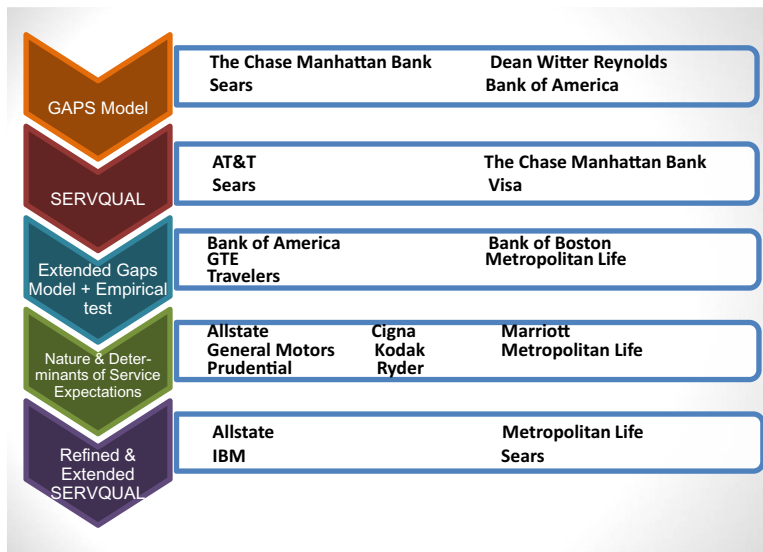 GAPS Model
The Chase Manhattan Bank Dean Witter Reynolds
Sears Bank of America
SERVQUAL
AT&T The Chase Manhattan Bank
Sears Visa
Extended Gaps
Model + Empirical
test
Bank of America Bank of Boston
GTE Metropolitan Life
Travelers
Nature & Deter-
minants of Service
Expectations
Allstate Cigna Marriott
General Motors Kodak Metropolitan Life
Prudential Ryder
Refined &
Extended
SERVQUAL
Allstate Metropolitan Life
IBM Sears